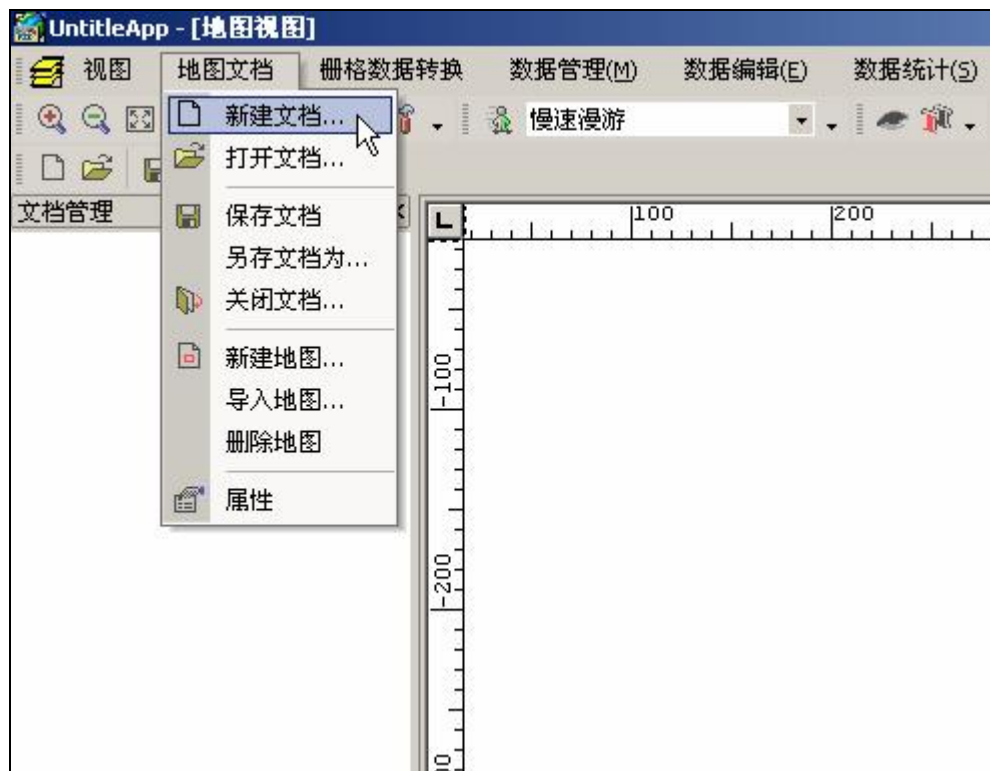 UntitleApp - [地图视图]
视图 地图文档 栅格数据转换 数据管理(M) 数据编辑(E) 数据统计(S)
新建文档... 慢速漫游
打开文档...
文档管理
保存文档
另存文档为...
关闭文档...
新建地图...
导入地图...
删除地图
属性
L 100 200
-100
-200